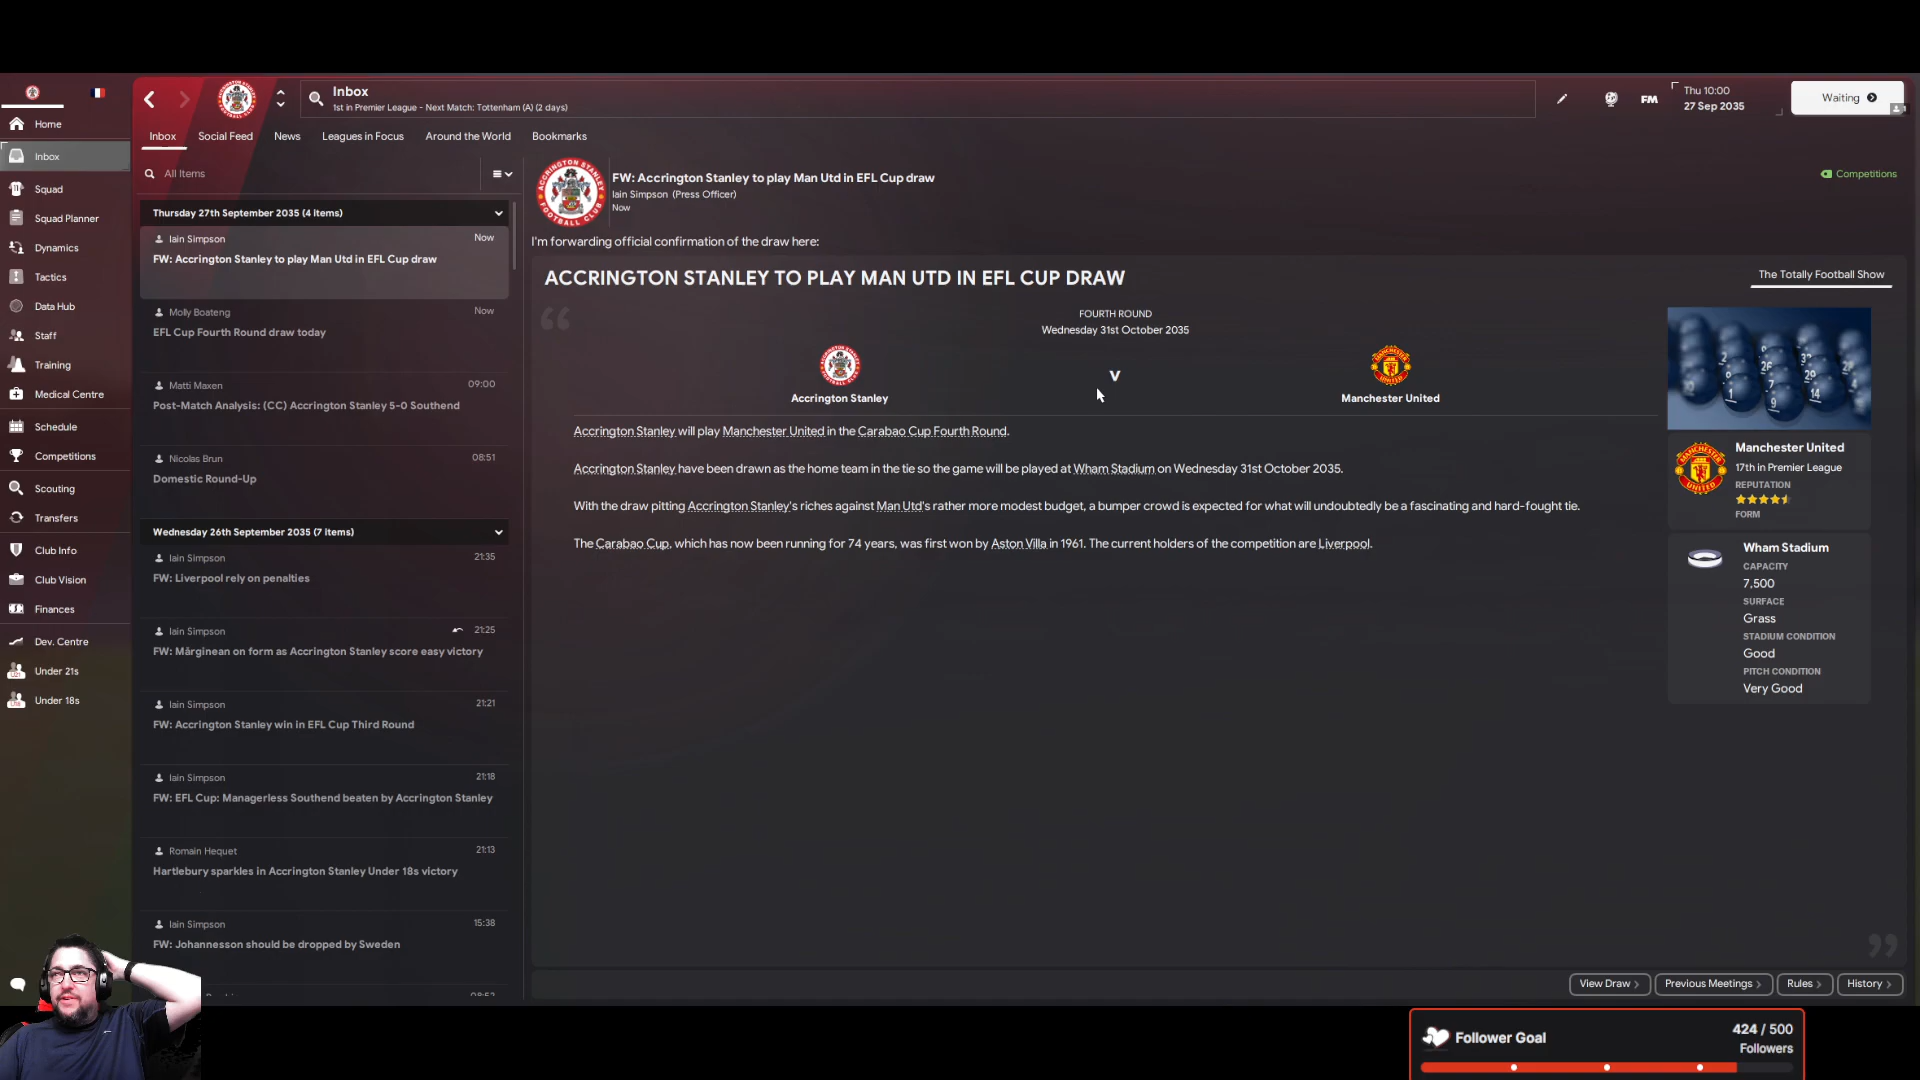 Inbox
1st in Premier League - Next Match: Tottenham (A) (2 days)
FM
Thu 10:00
27 Sep 2035
Waiting
1
Home
Inbox
Squad
Squad Planner
Dynamics
Tactics
Data Hub
Staff
Training
Medical Centre
Schedule
Competitions
Scouting
Transfers
Club Info
Club Vision
Finances
Dev. Centre
Under 21s
Under 18s
Inbox
Social Feed
News
Leagues in Focus
Around the World
Bookmarks
All Items
Thursday 27th September 2035 (4 items)
Iain Simpson
Now
FW: Accrington Stanley to play Man Utd in EFL Cup draw
Molly Boateng
Now
EFL Cup Fourth Round draw today
Matti Maxen
09:00
Post-Match Analysis: (CC) Accrington Stanley 5-0 Southend
Nicolas Brun
08:51
Domestic Round-Up
Wednesday 26th September 2035 (7 items)
Iain Simpson
21:35
FW: Liverpool rely on penalties
Iain Simpson
21:25
FW: Mărginean on form as Accrington Stanley score easy victory
Iain Simpson
21:21
FW: Accrington Stanley win in EFL Cup Third Round
Iain Simpson
21:18
FW: EFL Cup: Managerless Southend beaten by Accrington Stanley
Romain Hequet
21:13
Hartlebury sparkles in Accrington Stanley Under 18s victory
Iain Simpson
15:38
FW: Johannesson should be dropped by Sweden
FW: Accrington Stanley to play Man Utd in EFL Cup draw
Iain Simpson (Press Officer)
Now
Competitions
I'm forwarding official confirmation of the draw here:
ACCRINGTON STANLEY TO PLAY MAN UTD IN EFL CUP DRAW
The Totally Football Show
FOURTH ROUND
Wednesday 31st October 2035
V
Accrington Stanley
Manchester United
Accrington Stanley will play Manchester United in the Carabao Cup Fourth Round.
Accrington Stanley have been drawn as the home team in the tie so the game will be played at Wham Stadium on Wednesday 31st October 2035.
With the draw pitting Accrington Stanley's riches against Man Utd's rather more modest budget, a bumper crowd is expected for what will undoubtedly be a fascinating and hard-fought tie.
The Carabao Cup, which has now been running for 74 years, was first won by Aston Villa in 1961. The current holders of the competition are Liverpool.
Manchester United
17th in Premier League
REPUTATION
FORM
Wham Stadium
CAPACITY
7,500
SURFACE
Grass
STADIUM CONDITION
Good
PITCH CONDITION
Very Good
View Draw
Previous Meetings
Rules
History
Follower Goal
424 / 500
Followers